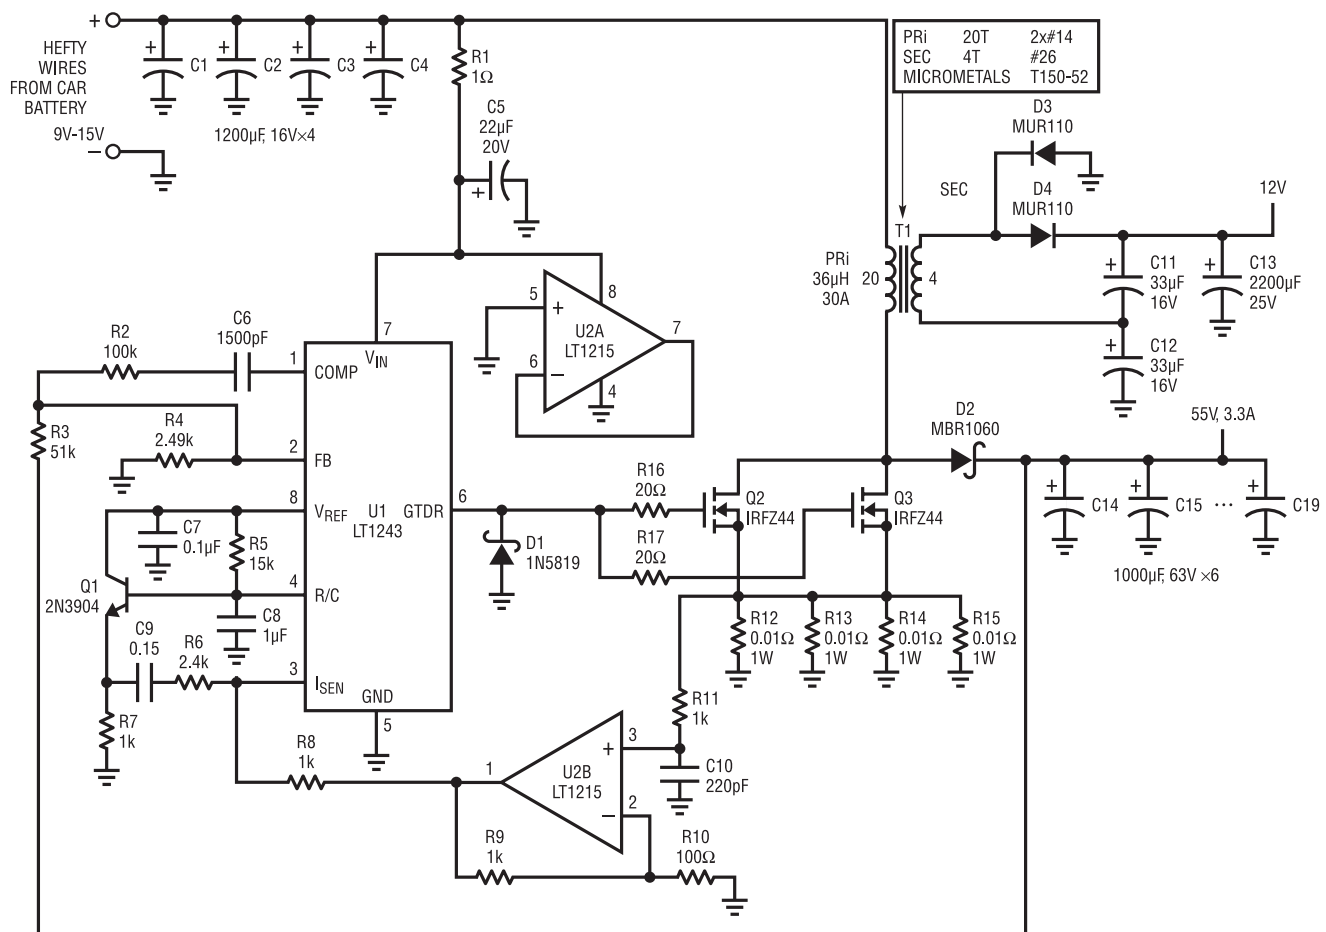 +
HEFTY
WIRES
FROM CAR
BATTERY
9V-15V
–
+
C1
+
C2
+
C3
+
C4
1200µF, 16V×4
R1
1Ω
C5
22µF
20V
+
PRi 20T 2x#14
SEC 4T #26
MICROMETALS T150-52
D3
MUR110
SEC
D4
MUR110
12V
T1
PRi
36µH
30A
20
4
+
C11
33µF
16V
+
C13
2200µF
25V
+
C12
33µF
16V
5
+
8
U2A
LT1215
7
6
–
4
R2
100k
C6
1500pF
1
COMP
7
VIN
R3
51k
R4
2.49k
2
FB
8
VREF
U1
LT1243
GTDR
6
C7
0.1µF
R5
15k
Q1
2N3904
4
R/C
C8
1µF
C9
0.15
R6
2.4k
3
ISEN
GND
5
R7
1k
D1
1N5819
R16
20Ω
R17
20Ω
Q2
IRFZ44
Q3
IRFZ44
D2
MBR1060
55V, 3.3A
+
C14
+
C15
...
+
C19
1000µF, 63V ×6
R12
0.01Ω
1W
R13
0.01Ω
1W
R14
0.01Ω
1W
R15
0.01Ω
1W
R11
1k
R8
1k
1
U2B
LT1215
+
3
–
2
C10
220pF
R9
1k
R10
100Ω